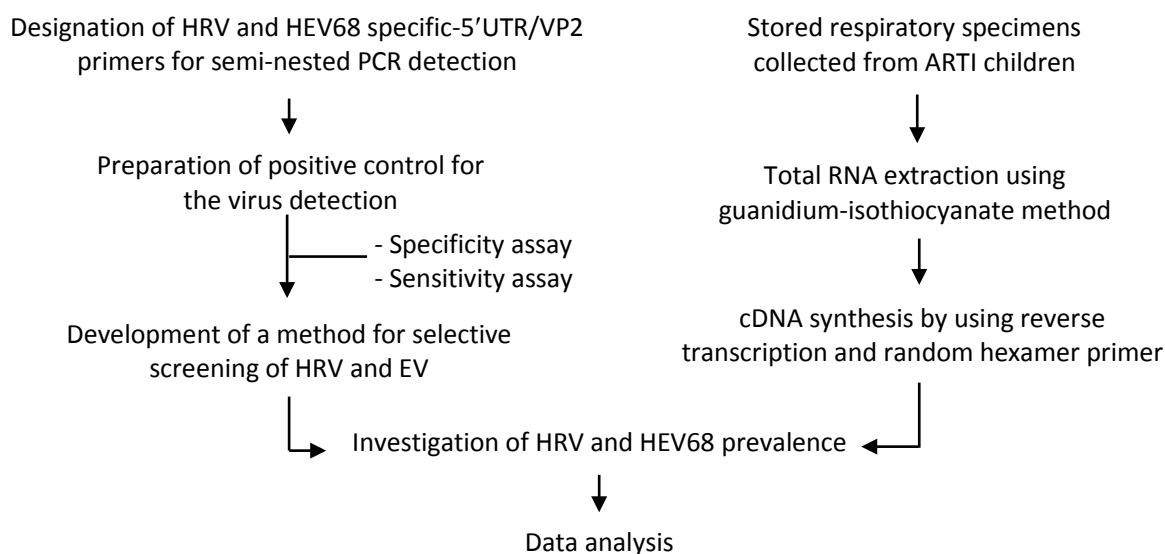 Designation of HRV and HEV68 specific-5’UTR/VP2
primers for semi-nested PCR detection
Preparation of positive control for
the virus detection
- Specificity assay
- Sensitivity assay
Development of a method for selective
screening of HRV and EV
Stored respiratory specimens
collected from ARTI children
Total RNA extraction using
guanidium-isothiocyanate method
cDNA synthesis by using reverse
transcription and random hexamer primer
Investigation of HRV and HEV68 prevalence
Data analysis